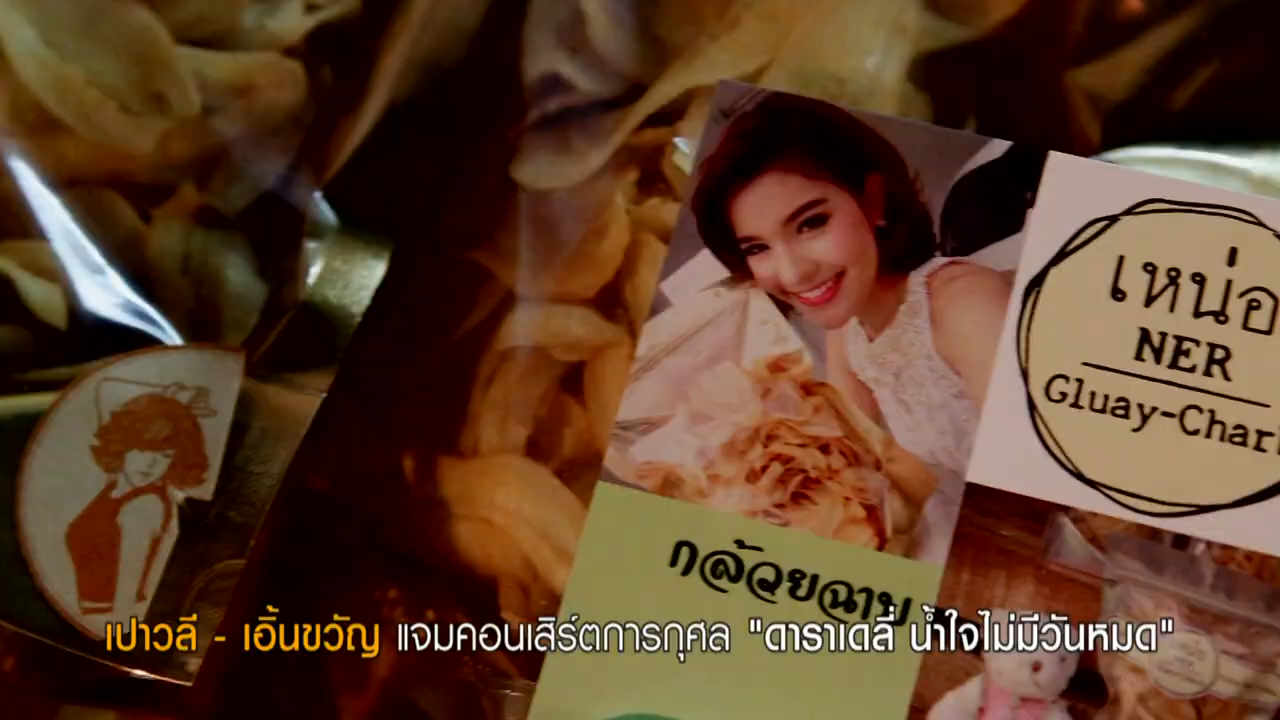 เหน่อ
NER
Gluay-Char
กล้วยฉาบ
เปาวลี - เอิ้นขวัญ แจมคอนเสิร์ตการกุศล "ดาราเดลี่ น้ำใจไม่มีวันหมด"